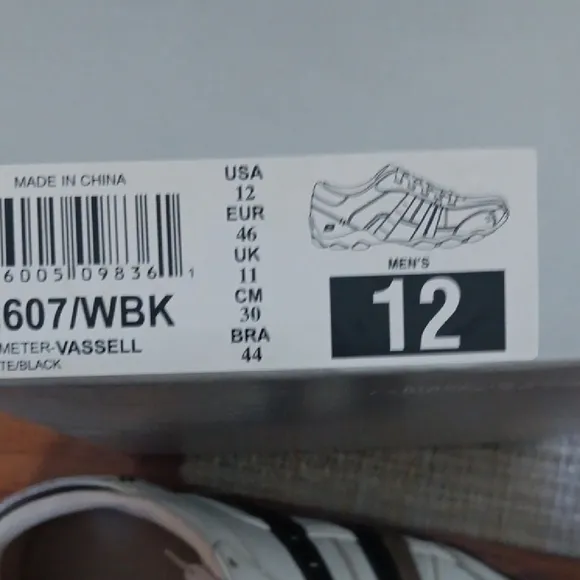 MADE IN CHINA
6005 09836 1
607/WBK
METER-VASSELL
TE/BLACK
USA
12
EUR
46
UK
11
CM
30
BRA
44
MEN'S
12